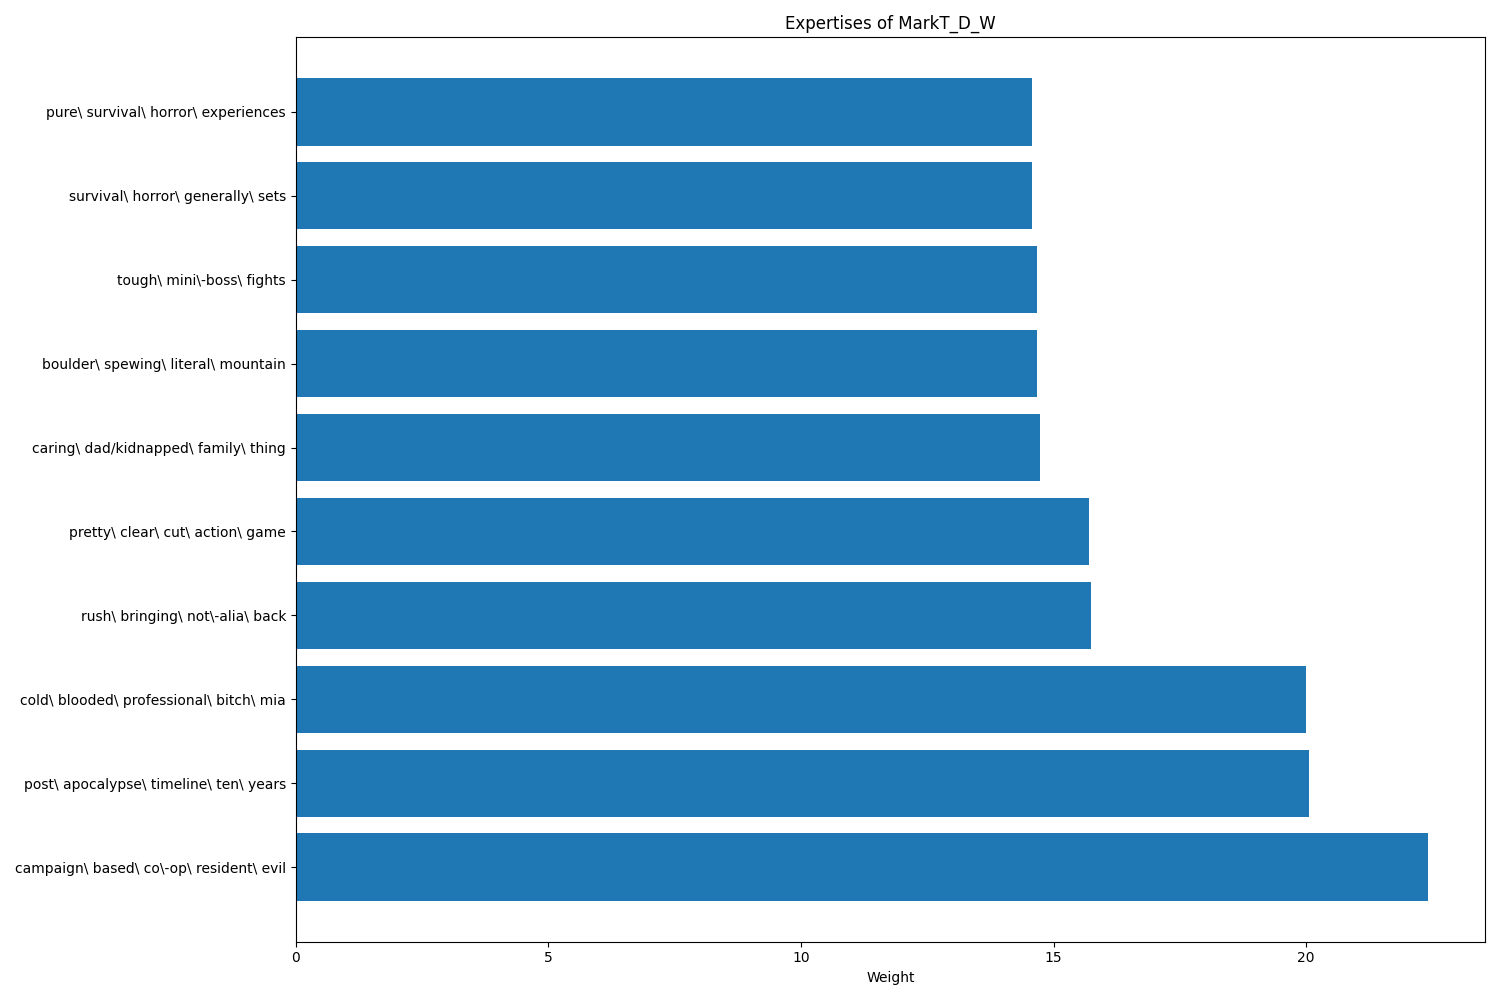 Expertises of MarkT_D_W
pure\ survival\ horror\ experiences
survival\ horror\ generally\ sets
tough\ mini\-boss\ fights
boulder\ spewing\ literal\ mountain
caring\ dad/kidnapped\ family\ thing
pretty\ clear\ cut\ action\ game
rush\ bringing\ not\-alia\ back
cold\ blooded\ professional\ bitch\ mia
post\ apocalypse\ timeline\ ten\ years
campaign\ based\ co\-op\ resident\ evil
0 5 10 15 20
Weight